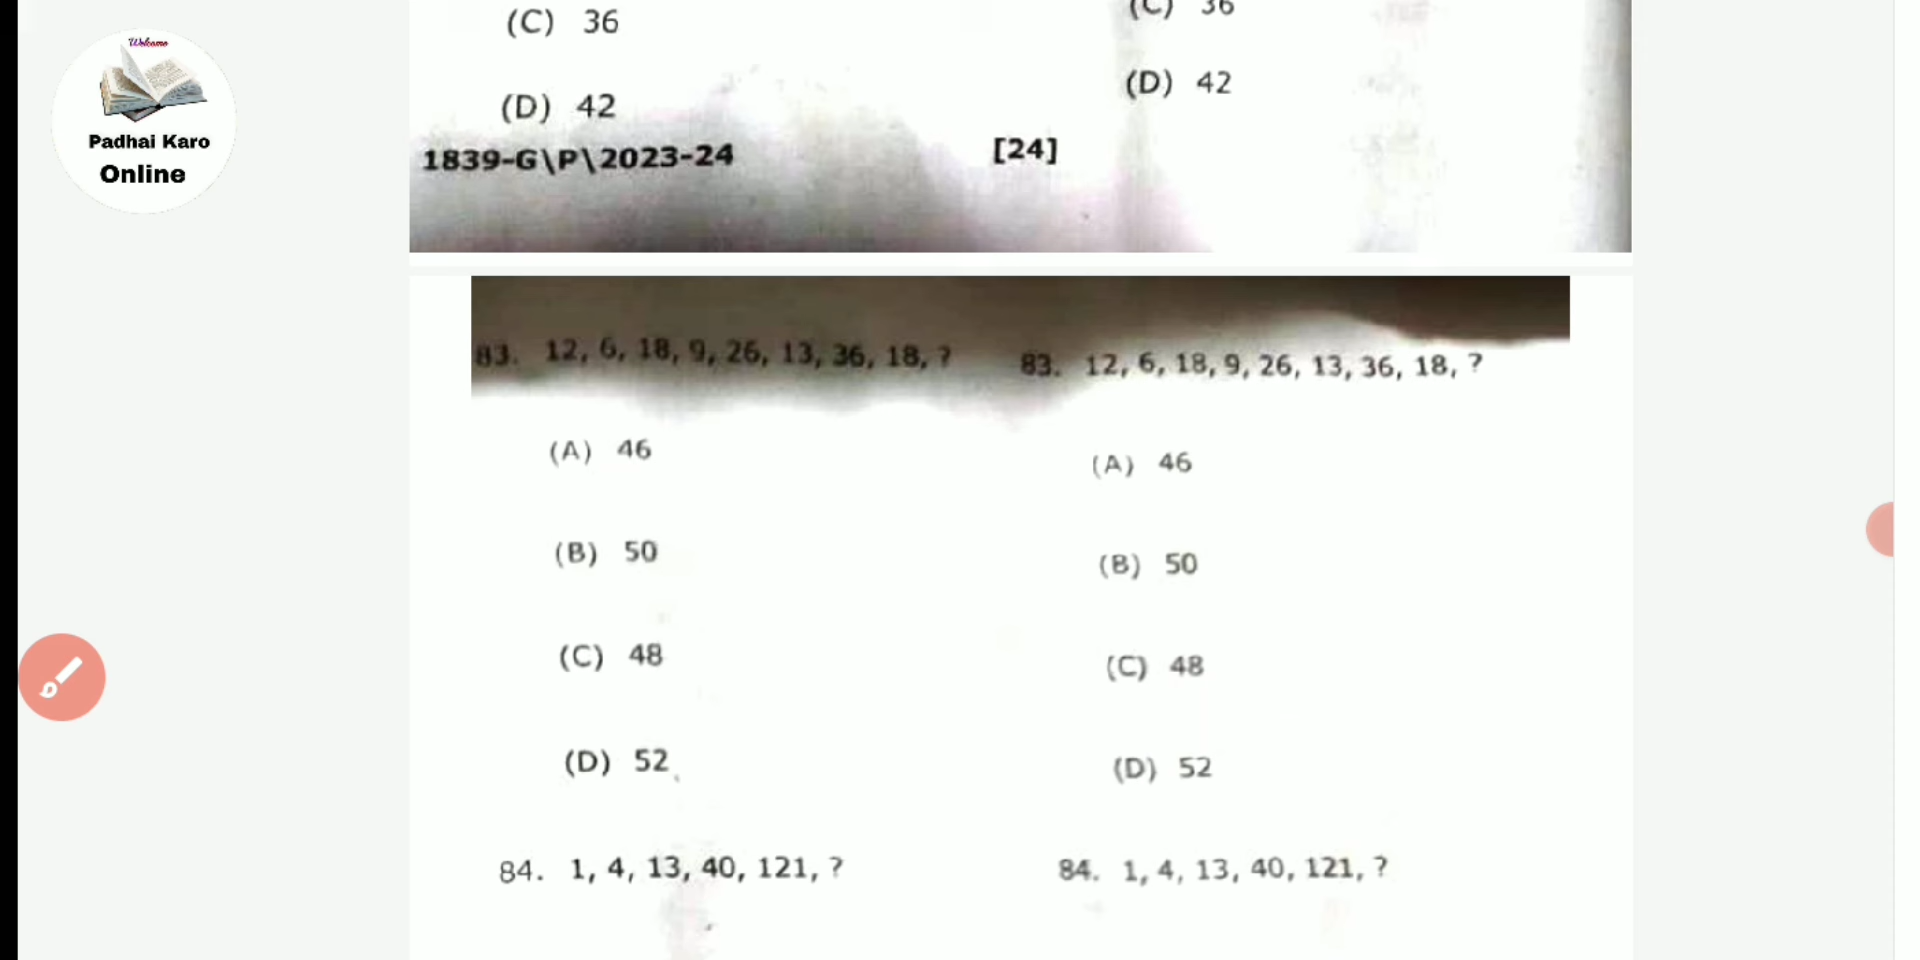 Welcome
Padhai Karo
Online
(C) 36
(D) 42
1839-G\P\2023-24
[24]
(C) 36
(D) 42
83. 12, 6, 18, 9, 26, 13, 36, 18, ?
(A) 46
(B) 50
(C) 48
(D) 52
84. 1, 4, 13, 40, 121, ?
83. 12, 6, 18, 9, 26, 13, 36, 18, ?
(A) 46
(B) 50
(C) 48
(D) 52
84. 1, 4, 13, 40, 121, ?